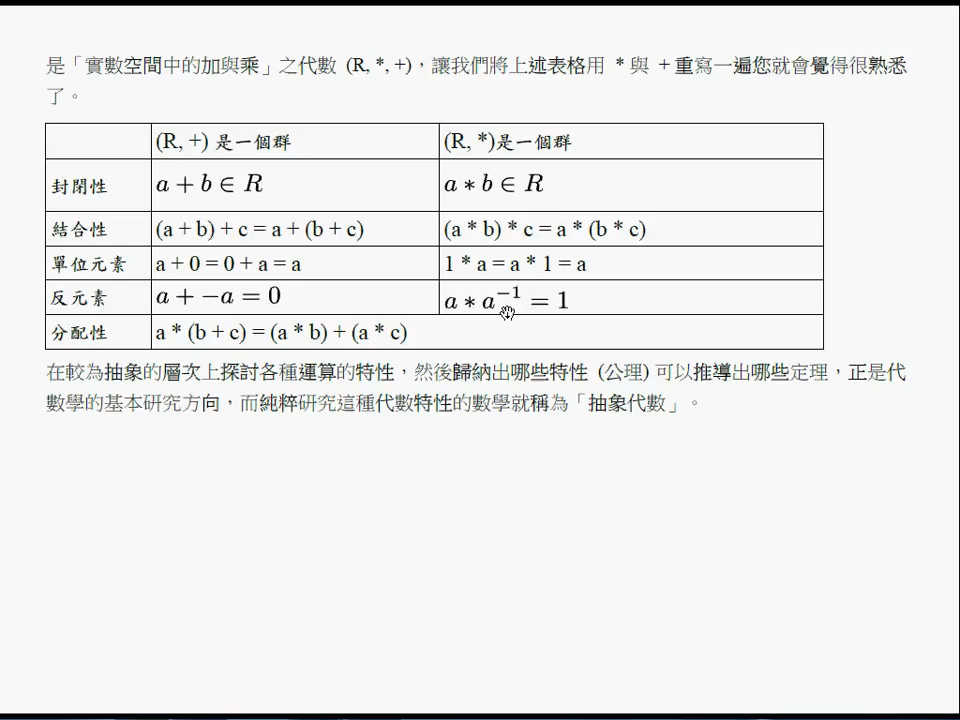 是「實數空間中的加與乘」之代數 (R, *, +)，讓我們將上述表格用 * 與 + 重寫一遍您就會覺得很熟悉
了。
(R, +) 是一個群 (R, *)是一個群
封閉性 a + b ∈ R a ∗ b ∈ R
結合性 (a + b) + c = a + (b + c) (a * b) * c = a * (b * c)
單位元素 a + 0 = 0 + a = a 1 * a = a * 1 = a
反元素 a + −a = 0 a ∗ a⁻¹ = 1
分配性 a * (b + c) = (a * b) + (a * c)
在較為抽象的層次上探討各種運算的特性，然後歸納出哪些特性 (公理) 可以推導出哪些定理，正是代
數學的基本研究方向，而純粹研究這種代數特性的數學就稱為「抽象代數」。